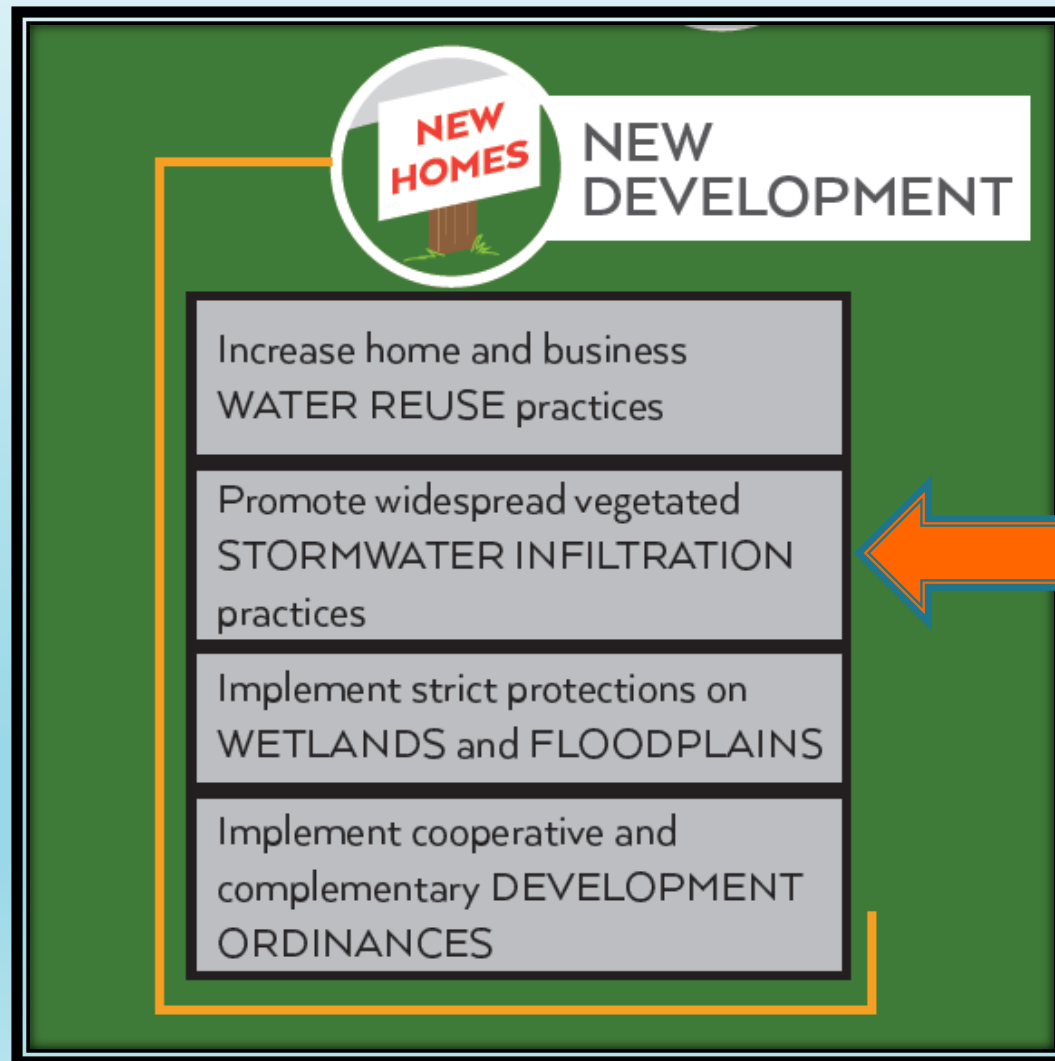 NEW
HOMES
NEW
DEVELOPMENT
Increase home and business
WATER REUSE practices
Promote widespread vegetated
STORMWATER INFILTRATION
practices
Implement strict protections on
WETLANDS and FLOODPLAINS
Implement cooperative and
complementary DEVELOPMENT
ORDINANCES